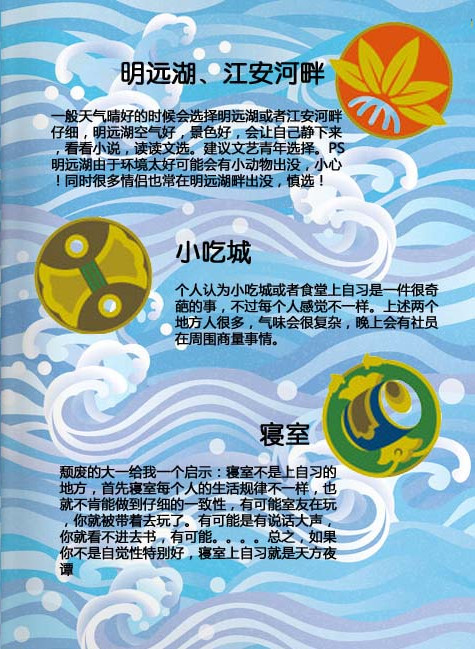 明远湖、江安河畔
一般天气晴好的时候会选择明远湖或者江安河畔
仔细，明远湖空气好，景色好，会让自己静下来
，看看小说，读读文选。建议文艺青年选择。PS
明远湖由于环境太好可能会有小动物出没，小心
！同时很多情侣也常在明远湖畔出没，慎选！
小吃城
个人认为小吃城或者食堂上自习是一件很奇
葩的事，不过每个人感觉不一样。上述两个
地方人很多，气味会很复杂，晚上会有社员
在周围商量事情。
寝室
颓废的大一给我一个启示：寝室不是上自习的
地方，首先寝室每个人的生活规律不一样，也
就不肯能做到仔细的一致性，有可能室友在玩
，你就被带着去玩了。有可能是有说话大声，
你就看不进去书，有可能。。。。总之，如果
你不是自觉性特别好，寝室上自习就是天方夜
谭